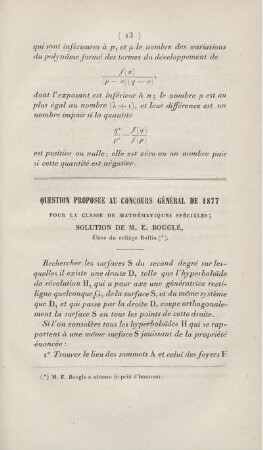 ( 13 )
qui sont inférieures à p, et μ le nombre des variations
du polynôme formé des termes du développement de
f(x)
(p — x)(q — x)
dont l'exposant est inférieur à n; le nombre μ est au
plus égal au nombre (λ + 1), et leur différence est un
nombre impair si la quantité
qⁿ f(q)
pⁿ f(p)
est positive ou nulle; elle est zéro ou un nombre pair
si cette quantité est négative.
QUESTION PROPOSÉE AU CONCOURS GÉNÉRAL DE 1877
POUR LA CLASSE DE MATHÉMATIQUES SPÉCIALES;
SOLUTION DE M. E. BOUGLÉ,
Élève du collège Rollin (*).
Rechercher les surfaces S du second degré sur les-
quelles il existe une droite D, telle que l'hyperboloïde
de révolution H, qui a pour axe une génératrice recti-
ligne quelconque G, de la surface S, et du même système
que D, et qui passe par la droite D, coupe orthogonale-
ment la surface S en tous les points de cette droite.
Si l'on considère tous les hyperboloïdes H qui se rap-
portent à une même surface S jouissant de la propriété
énoncée :
1° Trouver le lieu des sommets A et celui des foyers F
(*) M. E. Bouglé a obtenu le prix d'honneur.